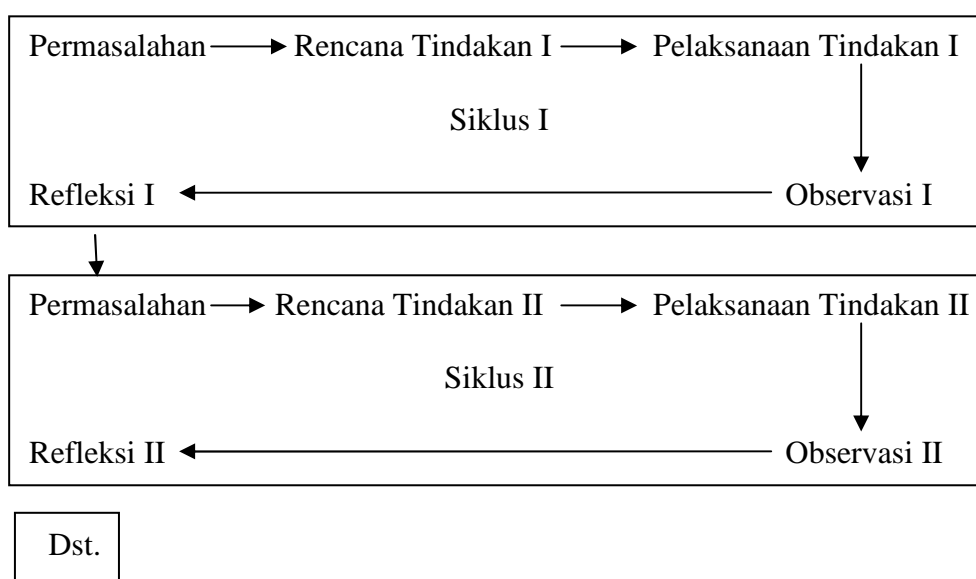 Permasalahan Rencana Tindakan I Pelaksanaan Tindakan I
Siklus I
Refleksi I Observasi I
Permasalahan Rencana Tindakan II Pelaksanaan Tindakan II
Siklus II
Refleksi II Observasi II
Dst.